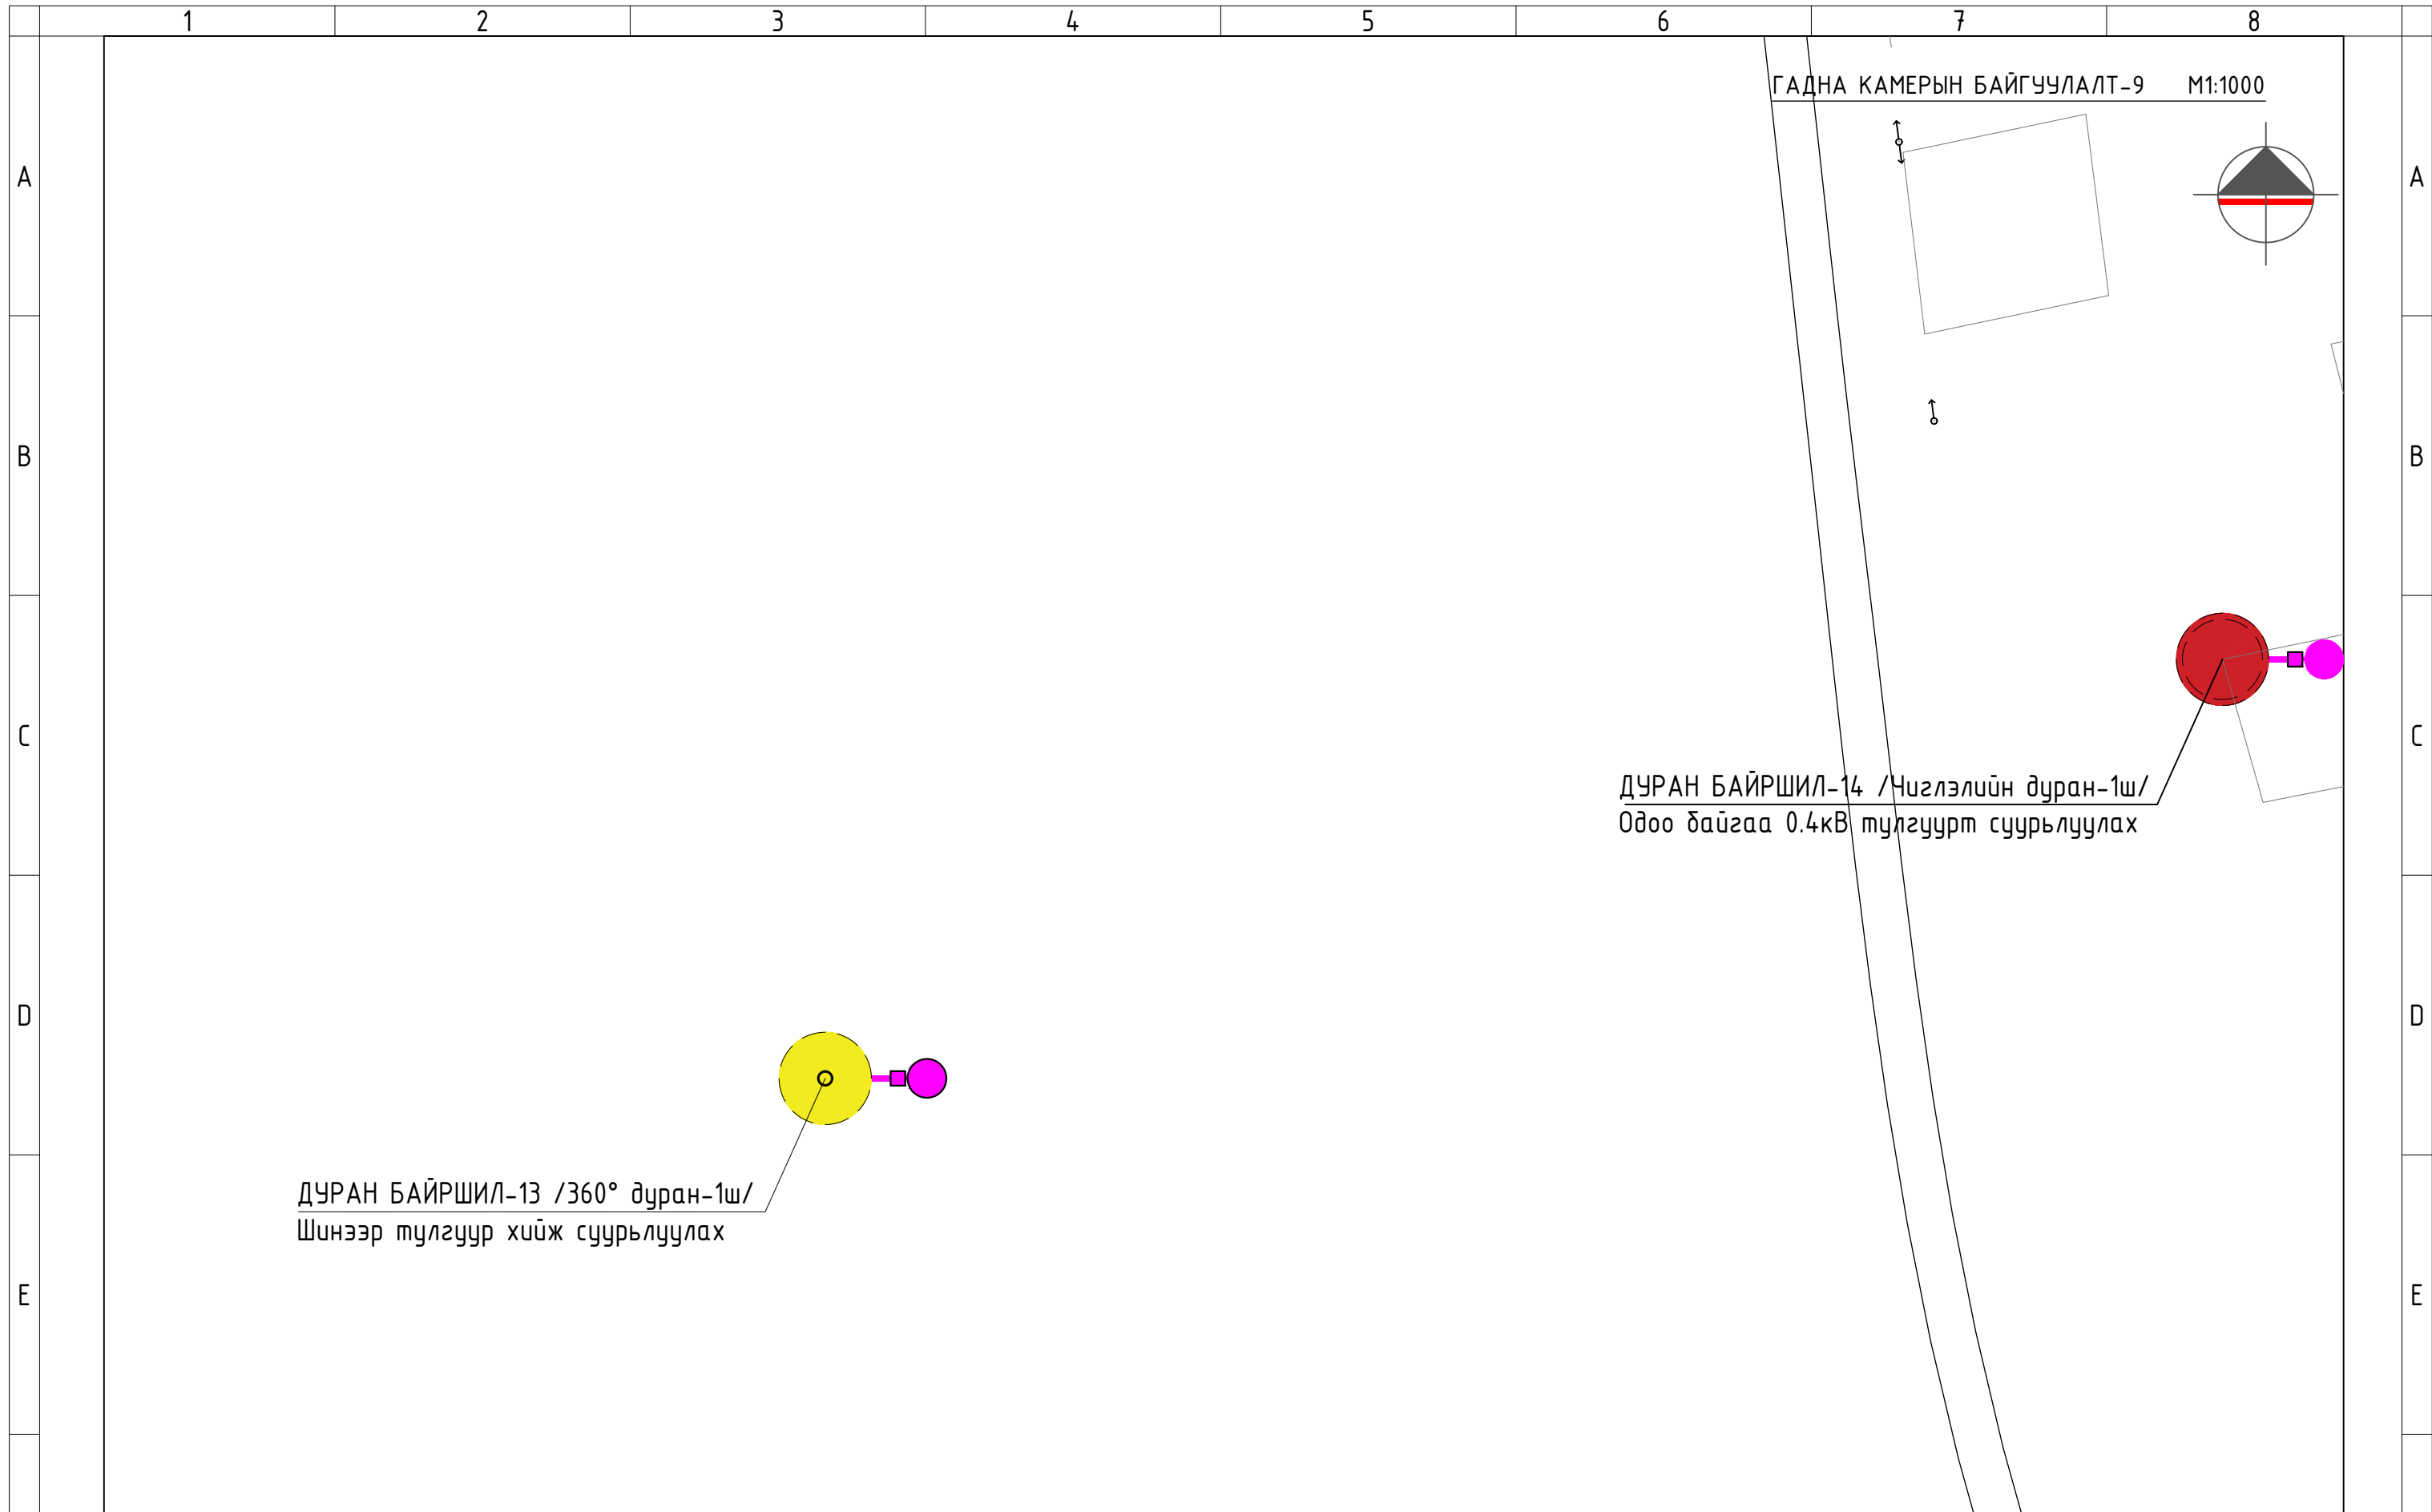 1 2 3 4 5 6 7 8
ГАДНА КАМЕРЫН БАЙГУУЛАЛТ-9 М1:1000
A A
B B
C C
ДУРАН БАЙРШИЛ-14 /Чиглэлийн дуран-1ш/
Одоо байгаа 0.4кВ тулгуурт суурьлуулах
D D
ДУРАН БАЙРШИЛ-13 /360° дуран-1ш/
Шинээр тулгуур хийж суурьлуулах
E E